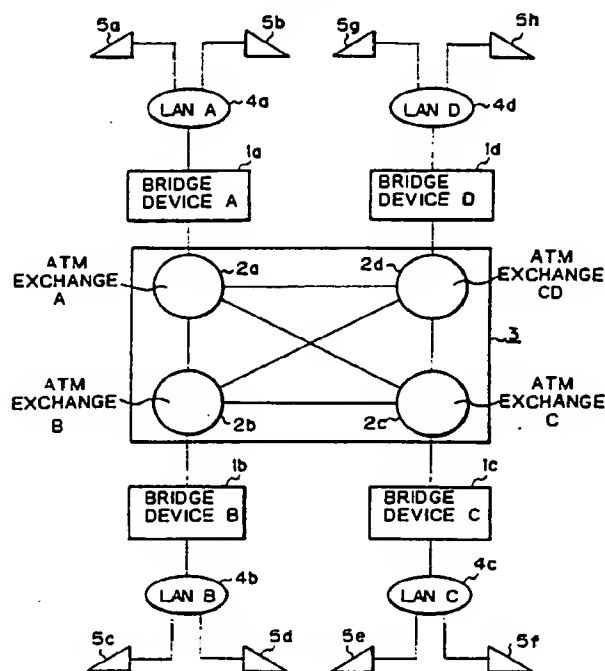 5a 5b 5g 5h
LAN A 4a LAN D 4d
1a 1d
BRIDGE DEVICE A
BRIDGE DEVICE D
ATM EXCHANGE A
2a 2d
ATM EXCHANGE CD
3
ATM EXCHANGE B
2b 2c
ATM EXCHANGE C
1b 1c
BRIDGE DEVICE B
BRIDGE DEVICE C
4b 4c
LAN B LAN C
5c 5d 5e 5f